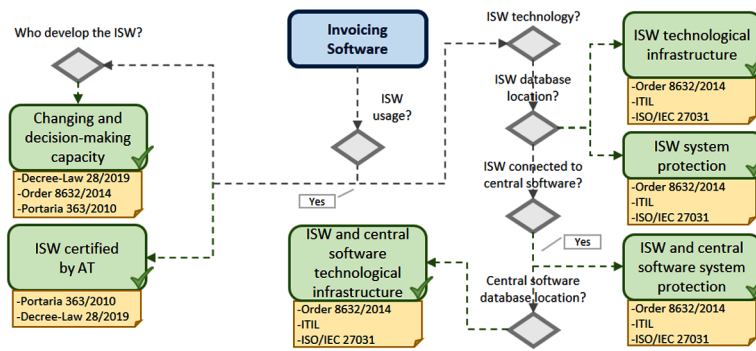 Who develop the ISW?
Invoicing
Software
ISW technology?
ISW technological
infrastructure
-Order 8632/2014
-ITIL
-ISO/IEC 27031
ISW database
location?
ISW
usage?
Changing and
decision-making
capacity
-Decree-Law 28/2019
-Order 8632/2014
-Portaria 363/2010
ISW system
protection
-Order 8632/2014
-ITIL
-ISO/IEC 27031
ISW connected to
central software?
Yes
ISW certified
by AT
-Portaria 363/2010
-Decree-Law 28/2019
ISW and central
software
technological
infrastructure
-Order 8632/2014
-ITIL
-ISO/IEC 27031
Yes
Central software
database location?
ISW and central
software system
protection
-Order 8632/2014
-ITIL
-ISO/IEC 27031